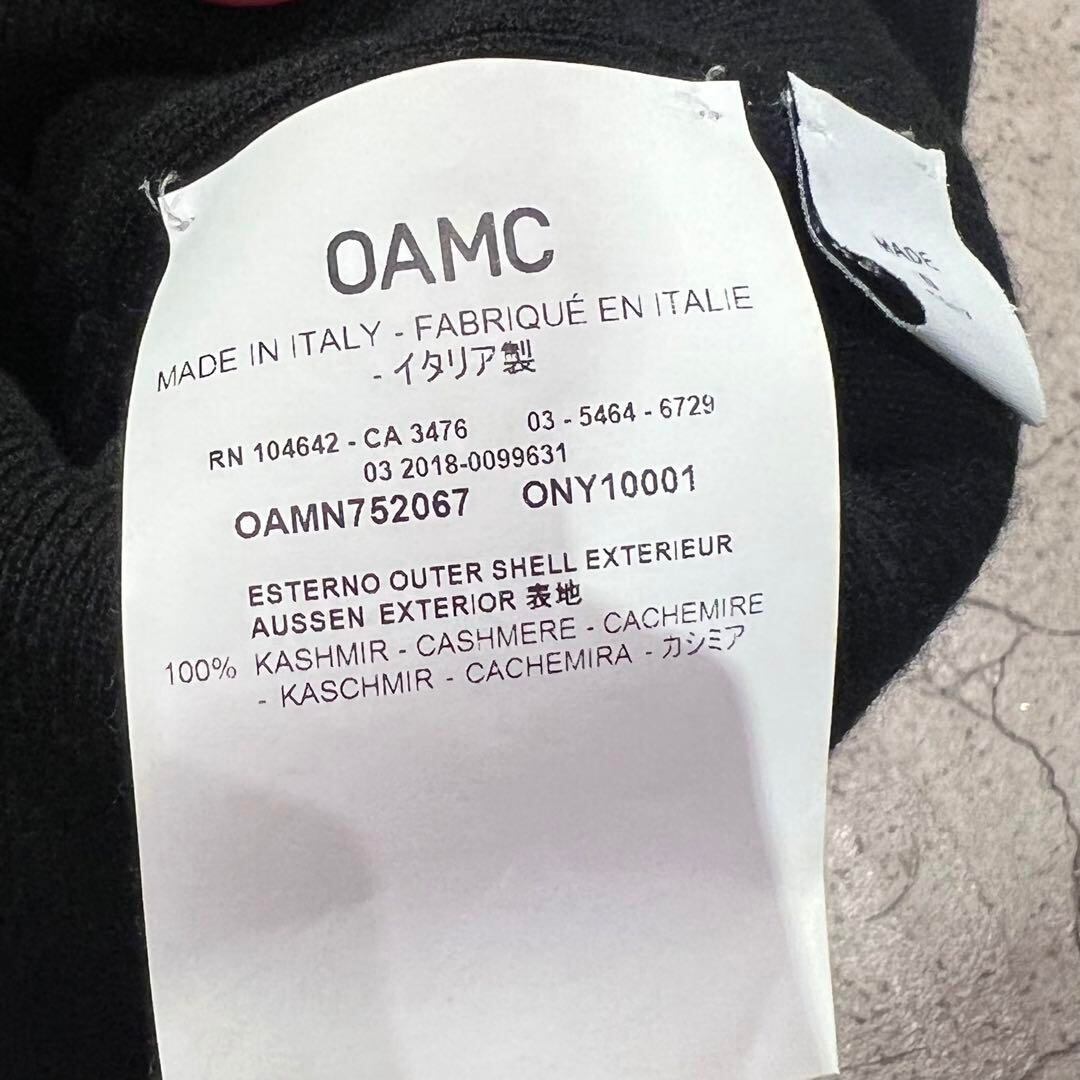 OAMC
MADE IN ITALY - FABRIQUÉ EN ITALIE
- イタリア製
RN 104642 - CA 3476 03 - 5464 - 6729
03 2018-0099631
OAMN752067 ONY10001
ESTERNO OUTER SHELL EXTERIEUR
AUSSEN EXTERIOR 表地
100% KASHMIR - CASHMERE - CACHEMIRE
- KASCHMIR - CACHEMIRA - カシミア
MADE